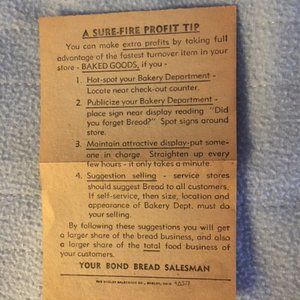 A SURE-FIRE PROFIT TIP
You can make extra profits by taking full
advantage of the fastest turnover item in your
store - BAKED GOODS, if you -
1. Hot-spot your Bakery Department -
Locate near check-out counter.
2. Publicize your Bakery Department -
place sign near display reading "Did
you forget Bread?" Spot signs around
store.
3. Maintain attractive display-put some-
one in charge. Straighten up every
few hours - it only takes a minute.
4. Suggestion selling - service stores
should suggest Bread to all customers.
If self-service, then size, location and
appearance of Bakery Dept. must do
your selling.
By following these suggestions you will get
a larger share of the bread business, and also
a larger share of the total food business of
your customers.
YOUR BOND BREAD SALESMAN